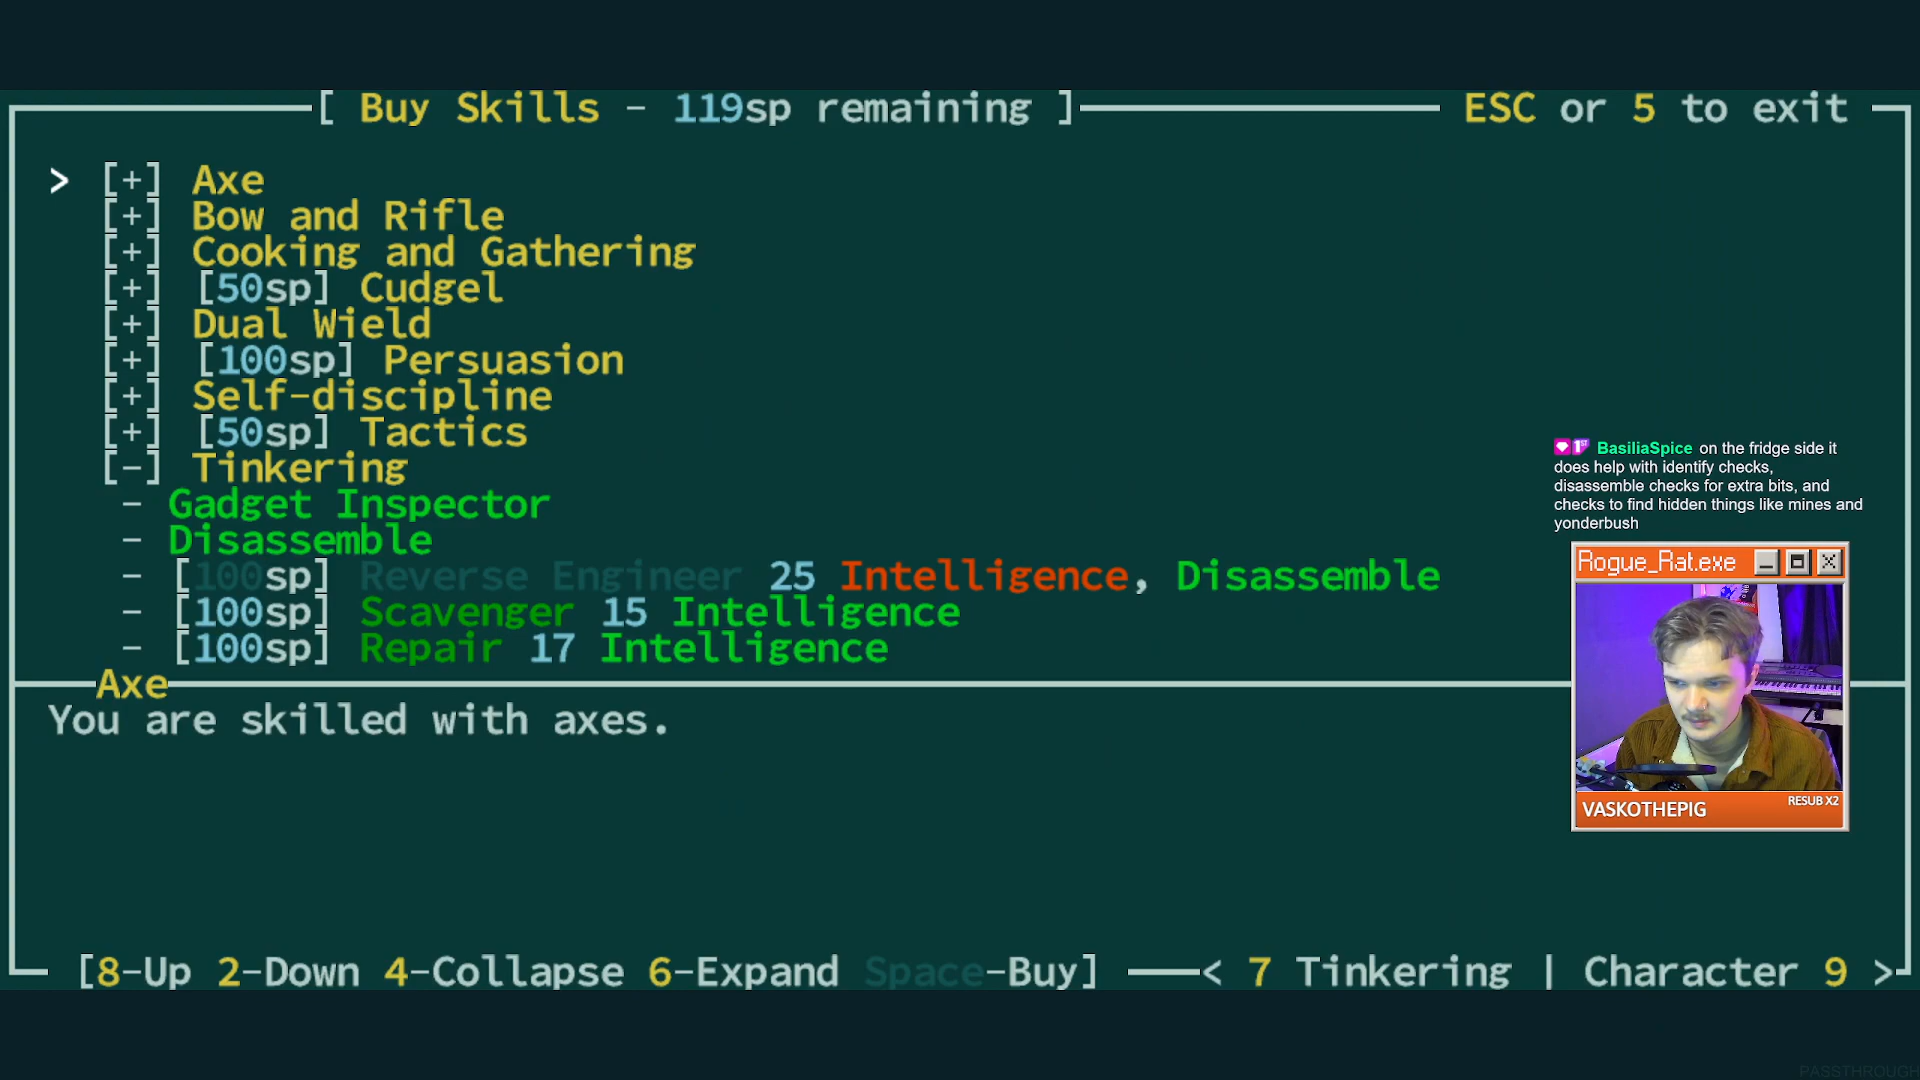 [ Buy Skills - 119sp remaining ] ESC or 5 to exit
> [+] Axe
[+] Bow and Rifle
[+] Cooking and Gathering
[+] [50sp] Cudgel
[+] Dual Wield
[+] [100sp] Persuasion
[+] Self-discipline
[+] [50sp] Tactics
[-] Tinkering
- Gadget Inspector
- Disassemble
- [100sp] Reverse Engineer 25 Intelligence, Disassemble
- [100sp] Scavenger 15 Intelligence
- [100sp] Repair 17 Intelligence
Axe
You are skilled with axes.
BasiliaSpice on the fridge side it
does help with identify checks,
disassemble checks for extra bits, and
checks to find hidden things like mines and
yonderbush
Rogue_Rat.exe
VASKOTHEPIG RESUB X2
[8-Up 2-Down 4-Collapse 6-Expand Space-Buy] < 7 Tinkering | Character 9 >
PASSTHROUGH